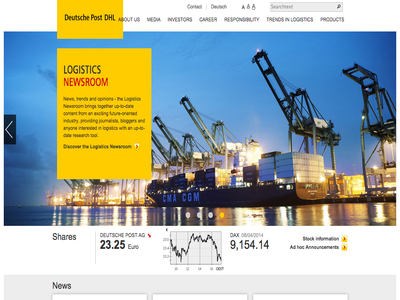 Contact | Deutsch A A A Searchtext
Deutsche Post DHL
ABOUT US MEDIA INVESTORS CAREER RESPONSIBILITY TRENDS IN LOGISTICS PRODUCTS
LOGISTICS
NEWSROOM
News, trends and opinions - the Logistics
Newsroom brings together up-to-date
content from an exciting future-oriented
industry, providing journalists, bloggers and
anyone interested in logistics with an up-to-
date research tool.
Discover the Logistics Newsroom
CMA CGM
Shares
DEUTSCHE POST AG
23.25 Euro
DAX 08/04/2014
9,154.14
Stock information
Ad hoc Announcements
News